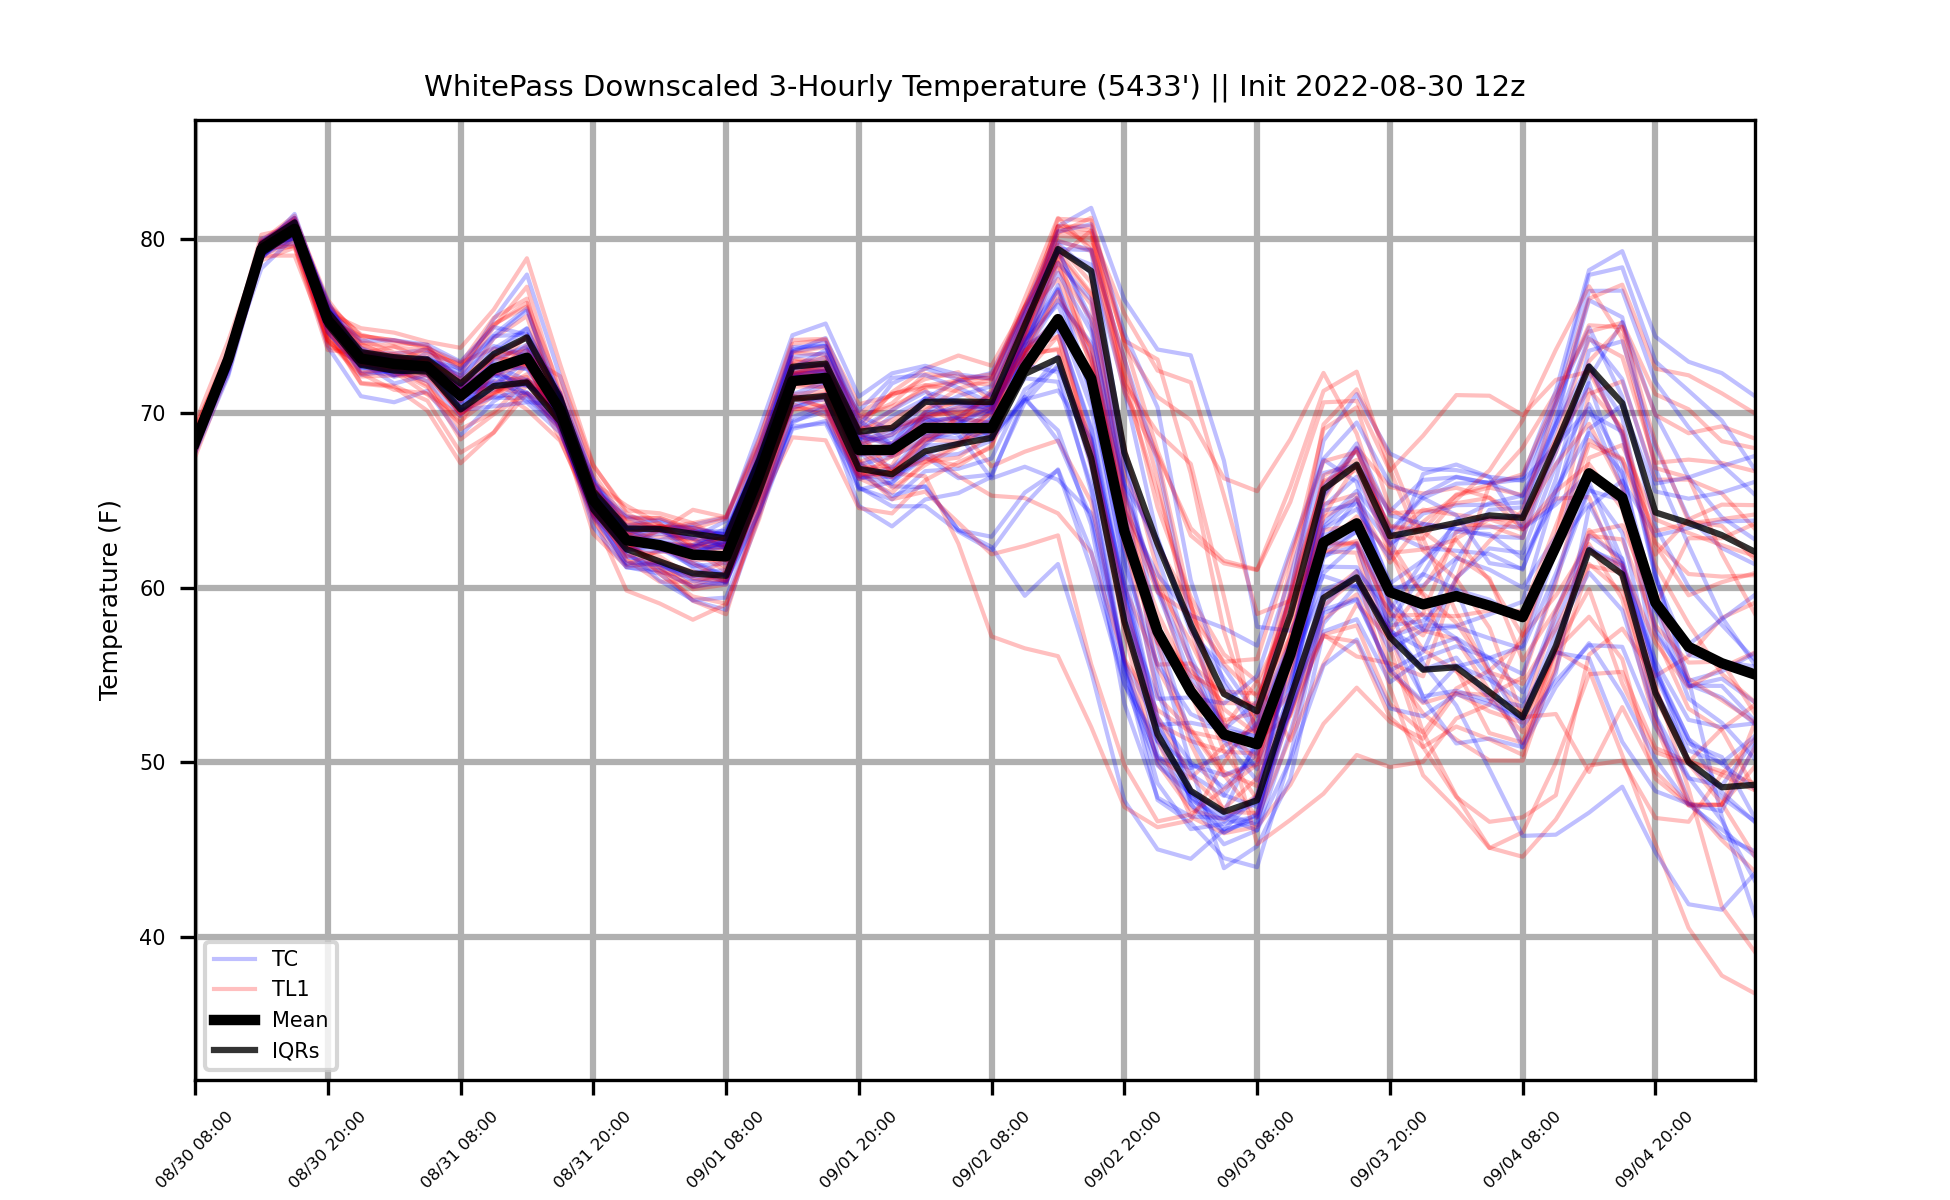 WhitePass Downscaled 3-Hourly Temperature (5433') || Init 2022-08-30 12z
Temperature (F)
80
70
60
50
40
TC
TL1
Mean
IQRs
08/30 08:00
08/30 20:00
08/31 08:00
08/31 20:00
09/01 08:00
09/01 20:00
09/02 08:00
09/02 20:00
09/03 08:00
09/03 20:00
09/04 08:00
09/04 20:00